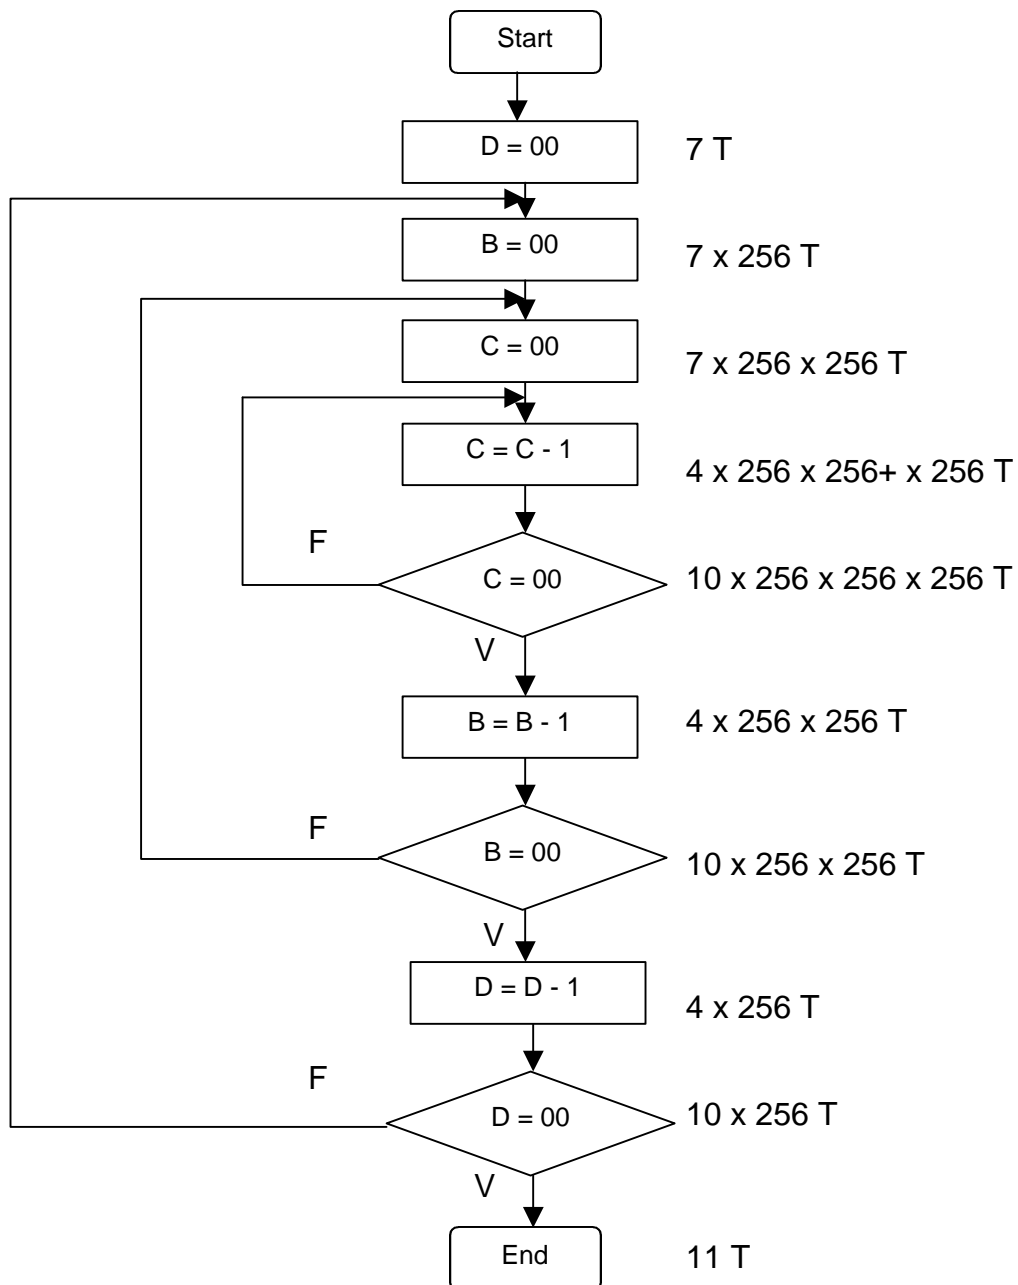 Start
D = 00
7 T
B = 00
7 x 256 T
C = 00
7 x 256 x 256 T
C = C - 1
4 x 256 x 256+ x 256 T
F
C = 00
10 x 256 x 256 x 256 T
V
B = B - 1
4 x 256 x 256 T
F
B = 00
10 x 256 x 256 T
V
D = D - 1
4 x 256 T
F
D = 00
10 x 256 T
V
End
11 T